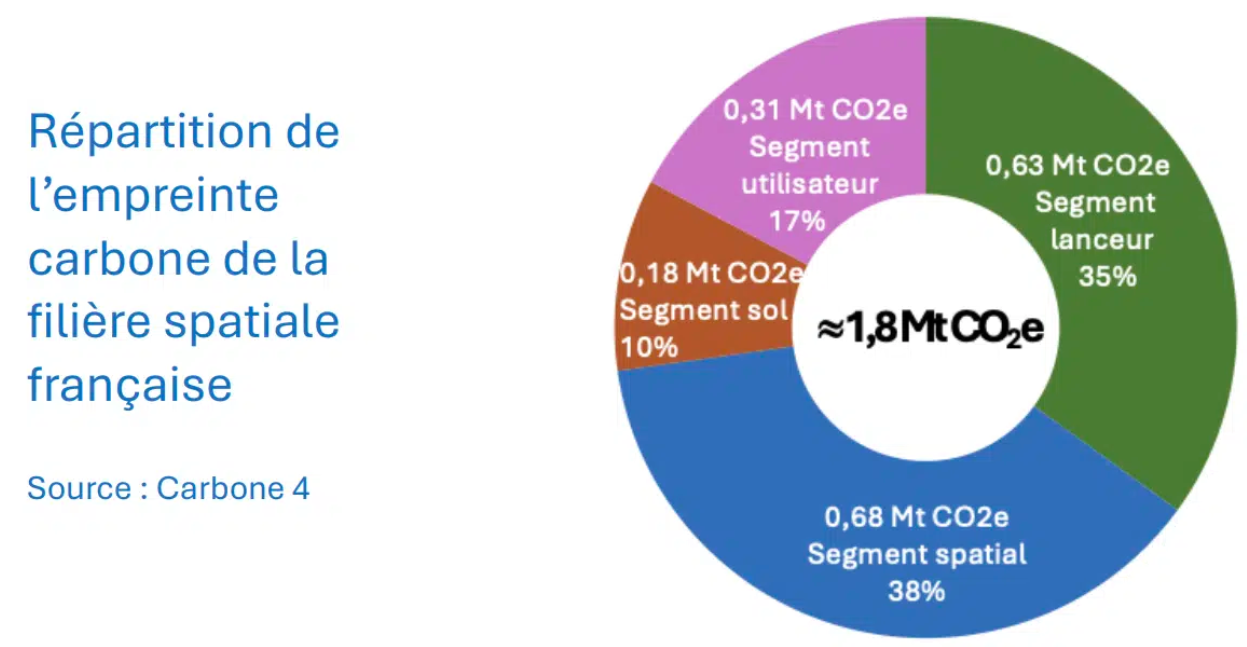 Répartition de
l’empreinte
carbone de la
filière spatiale
française
Source : Carbone 4
0,31 Mt CO2e
Segment
utilisateur
17%
0,63 Mt CO2e
Segment
lanceur
35%
0,18 Mt CO2e
Segment sol
10%
≈1,8 Mt CO₂e
0,68 Mt CO2e
Segment spatial
38%